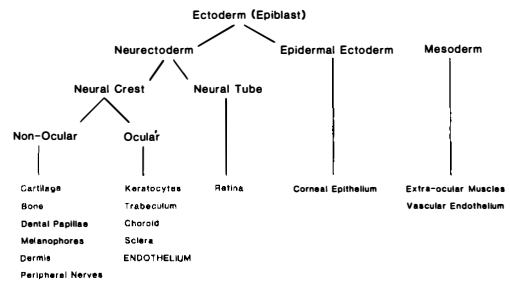 Ectoderm (Epiblast)
Neurectoderm Epidermal Ectoderm Mesoderm
Neural Crest Neural Tube
Non-Ocular Ocular
Cartilage Keratocytes Retina Corneal Epithelium Extra-ocular Muscles
Bone Trabeculum Vascular Endothelium
Dental Papillae Choroid
Melanophores Sclera
Dermis ENDOTHELIUM
Peripheral Nerves